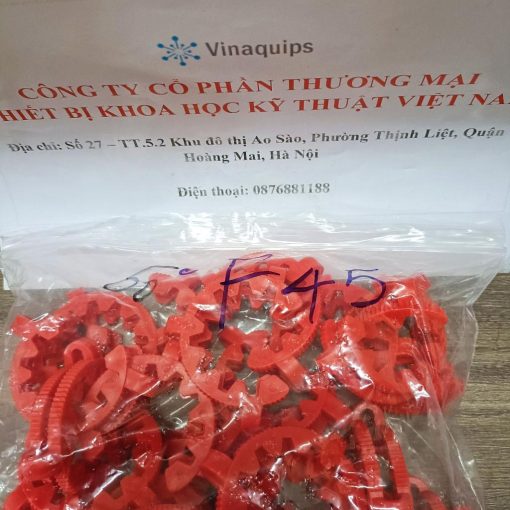 Vinaquips
CÔNG TY CỔ PHẦN THƯƠNG MẠI
HIẾT BỊ KHOA HỌC KỸ THUẬT VIỆT NA
Địa chỉ: Số 27 – TT.5.2 Khu đô thị Ao Sào, Phường Thịnh Liệt, Quận
Hoàng Mai, Hà Nội
Điện thoại: 0876881188
F 45